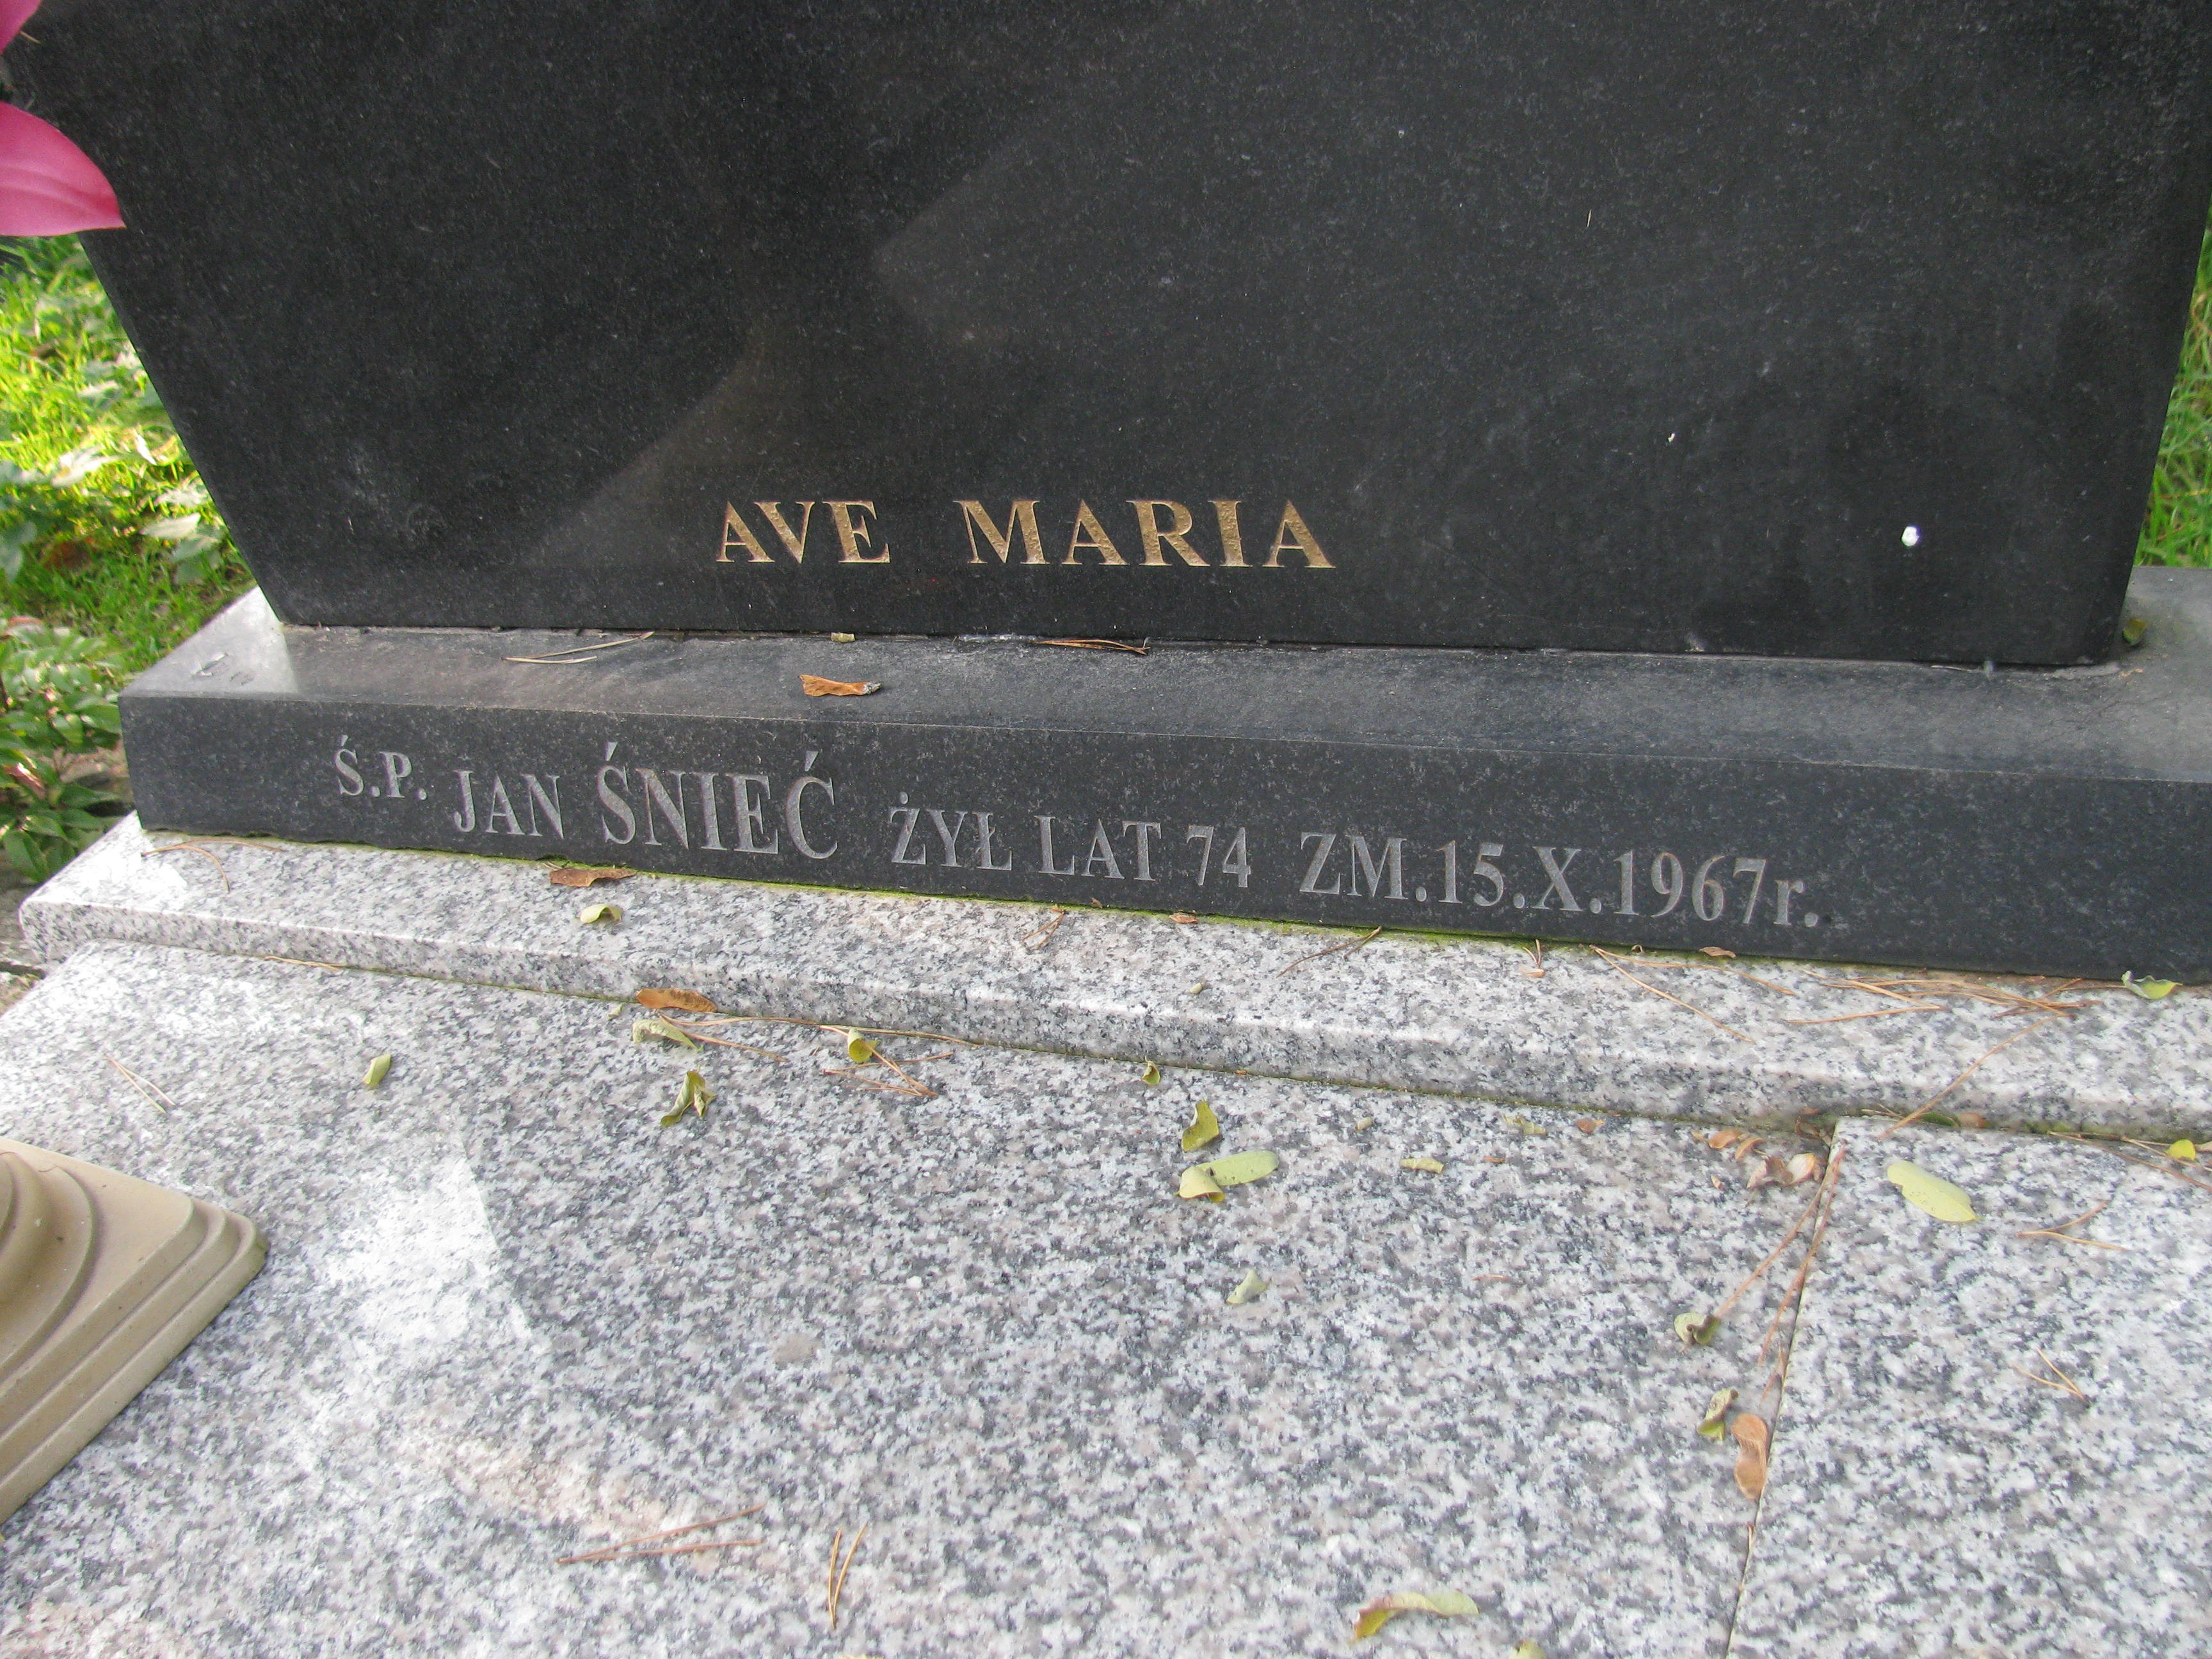 AVE MARIA
Ś.P. JAN ŚNIEĆ ŻYŁ LAT 74 ZM.15.X.1967r.